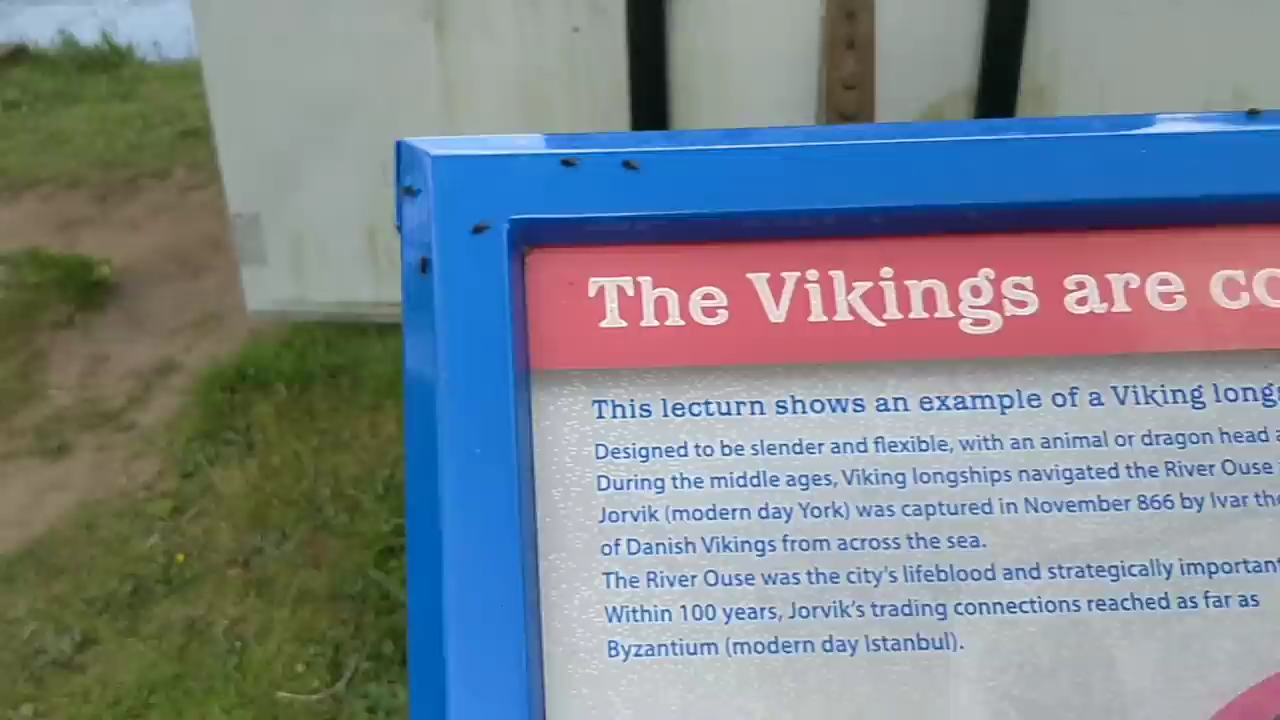 The Vikings are co
This lecturn shows an example of a Viking long
Designed to be slender and flexible, with an animal or dragon head
During the middle ages, Viking longships navigated the River Ouse
Jorvik (modern day York) was captured in November 866 by Ivar the
of Danish Vikings from across the sea.
The River Ouse was the city's lifeblood and strategically important
Within 100 years, Jorvik's trading connections reached as far as
Byzantium (modern day Istanbul).